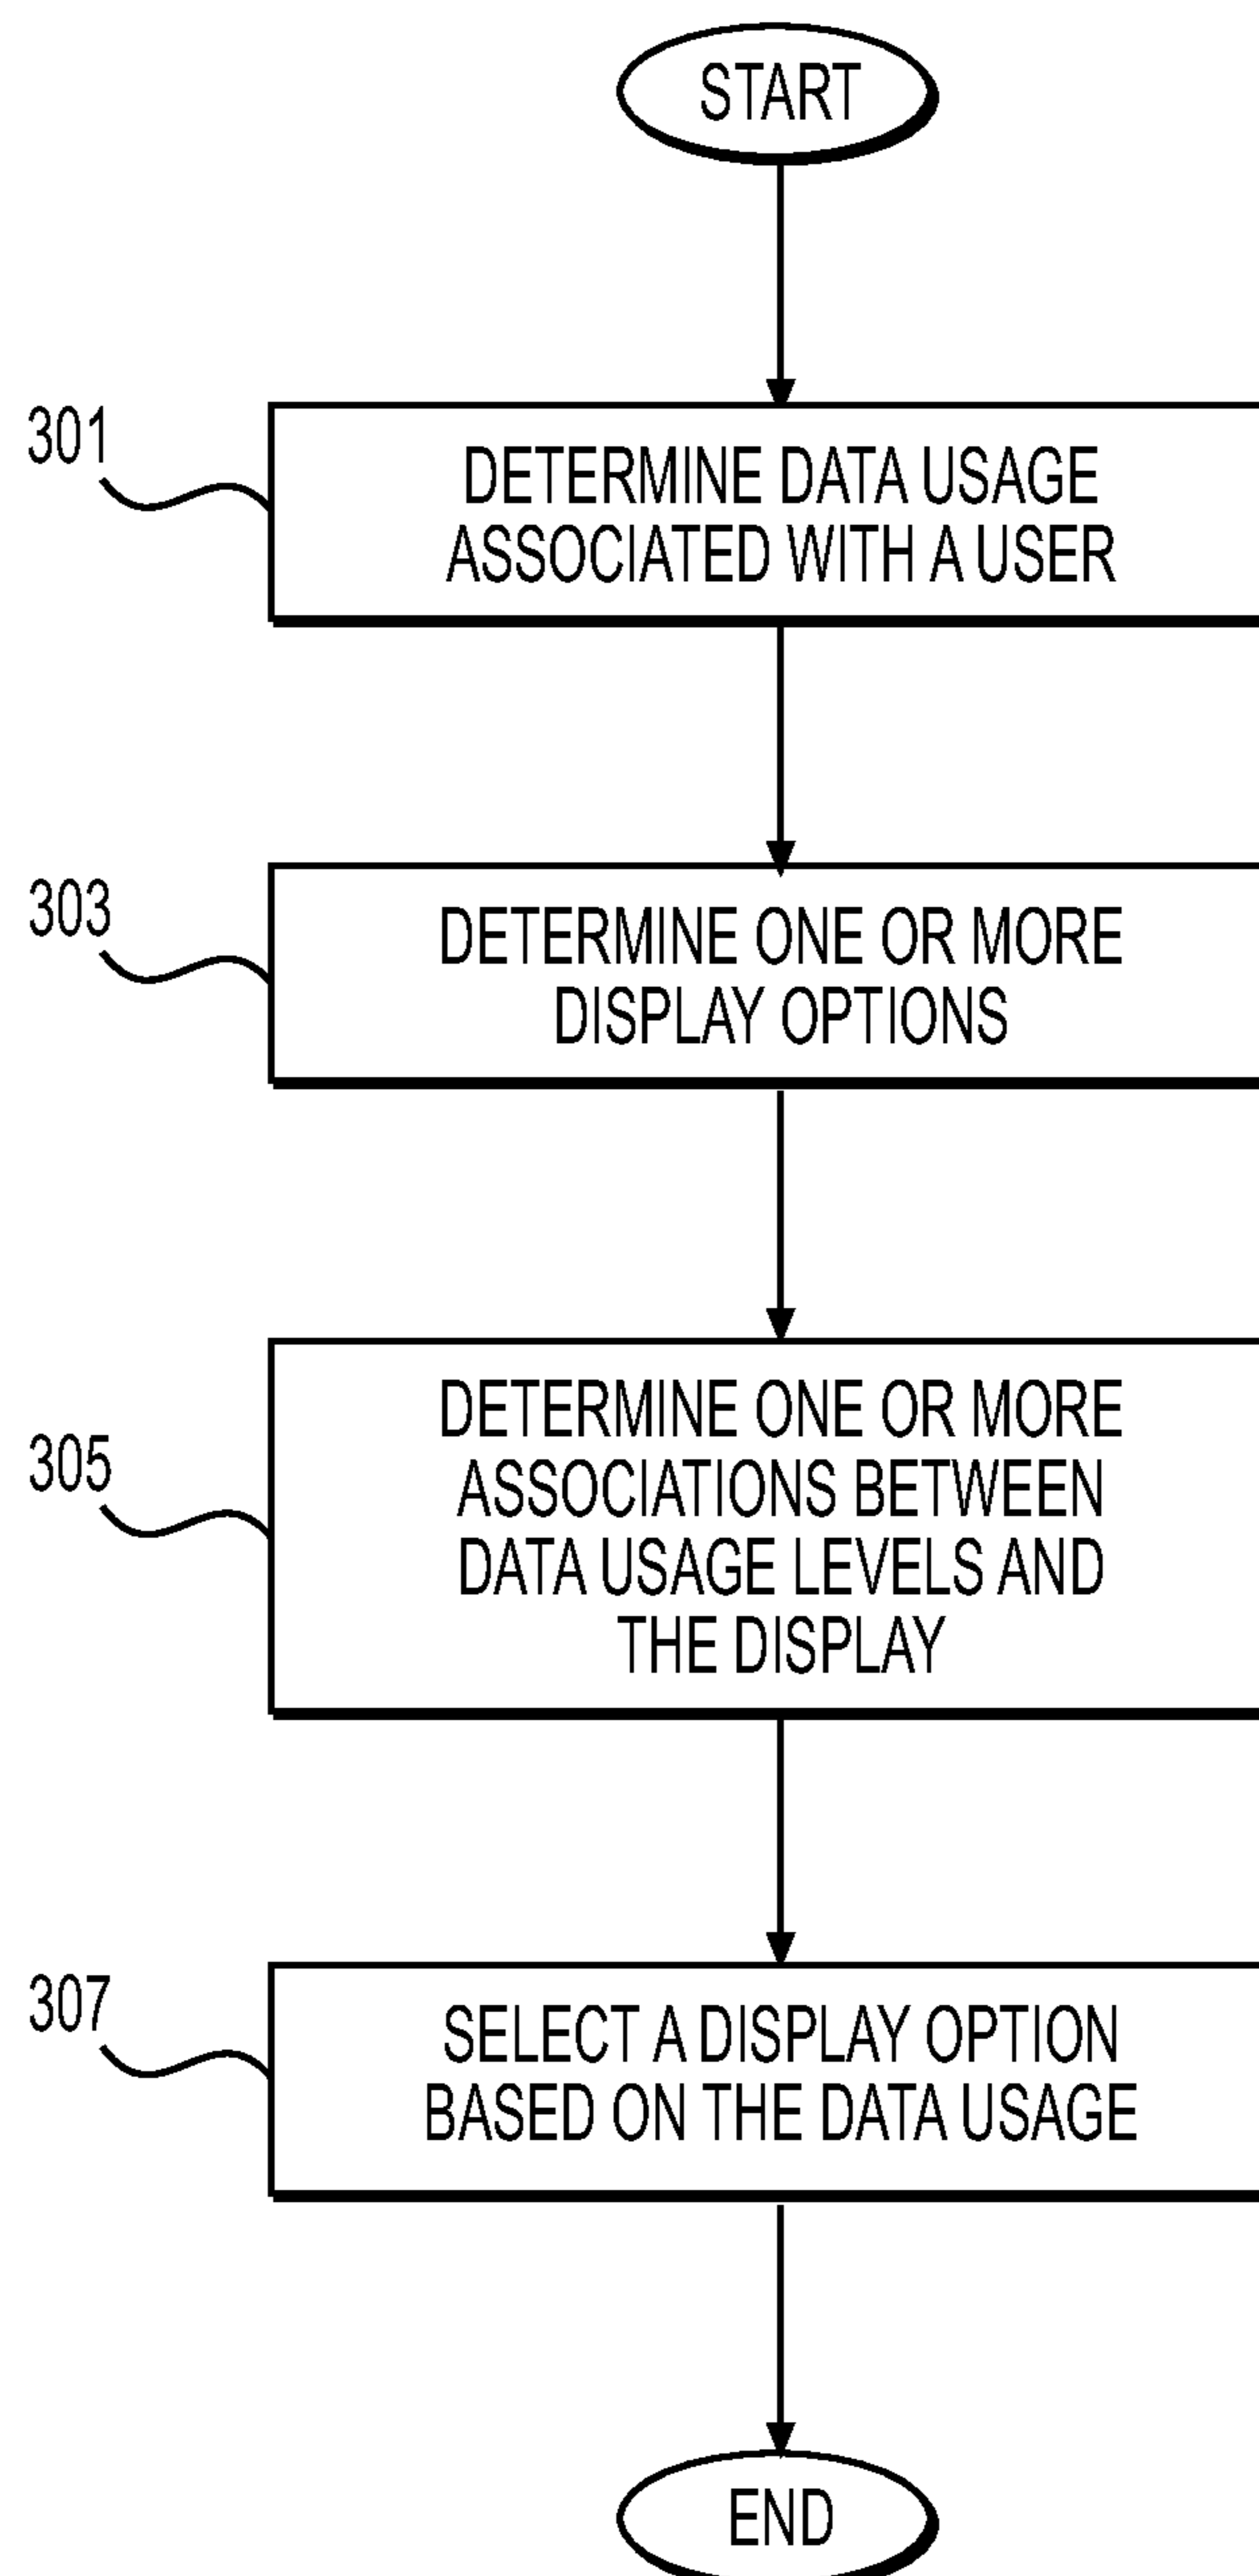 START
301
DETERMINE DATA USAGE
ASSOCIATED WITH A USER
303
DETERMINE ONE OR MORE
DISPLAY OPTIONS
305
DETERMINE ONE OR MORE
ASSOCIATIONS BETWEEN
DATA USAGE LEVELS AND
THE DISPLAY
307
SELECT A DISPLAY OPTION
BASED ON THE DATA USAGE
END